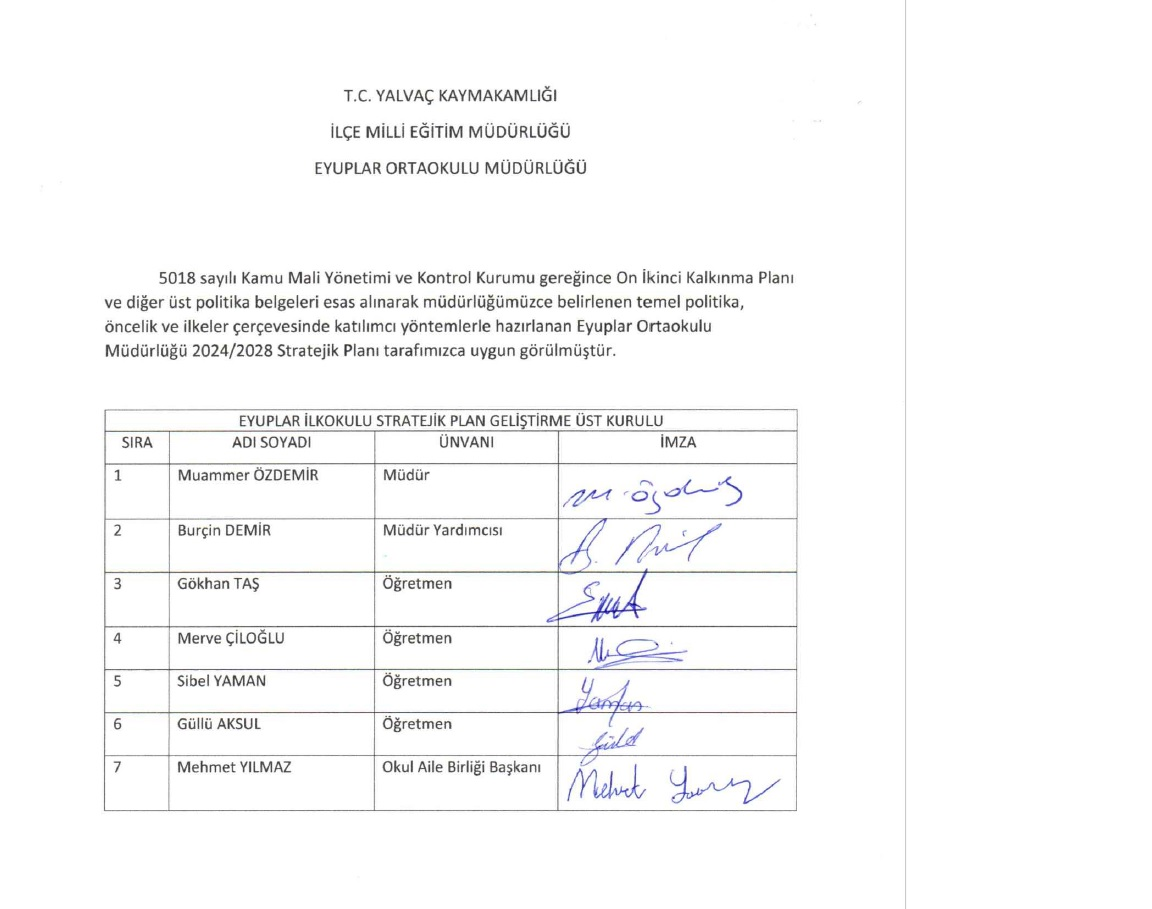 T.C. YALVAÇ KAYMAKAMLIĞI
İLÇE MİLLİ EĞİTİM MÜDÜRLÜĞÜ
EYUPLAR ORTAOKULU MÜDÜRLÜĞÜ
5018 sayılı Kamu Mali Yönetimi ve Kontrol Kurumu gereğince On İkinci Kalkınma Planı
ve diğer üst politika belgeleri esas alınarak müdürlüğümüzce belirlenen temel politika,
öncelik ve ilkeler çerçevesinde katılımcı yöntemlerle hazırlanan Eyuplar Ortaokulu
Müdürlüğü 2024/2028 Stratejik Planı tarafımızca uygun görülmüştür.
EYUPLAR İLKOKULU STRATEJİK PLAN GELİŞTİRME ÜST KURULU
SIRA ADI SOYADI ÜNVANI İMZA
1 Muammer ÖZDEMİR Müdür
2 Burçin DEMİR Müdür Yardımcısı
3 Gökhan TAŞ Öğretmen
4 Merve ÇİLOĞLU Öğretmen
5 Sibel YAMAN Öğretmen Yaman
6 Güllü AKSUL Öğretmen
7 Mehmet YILMAZ Okul Aile Birliği Başkanı